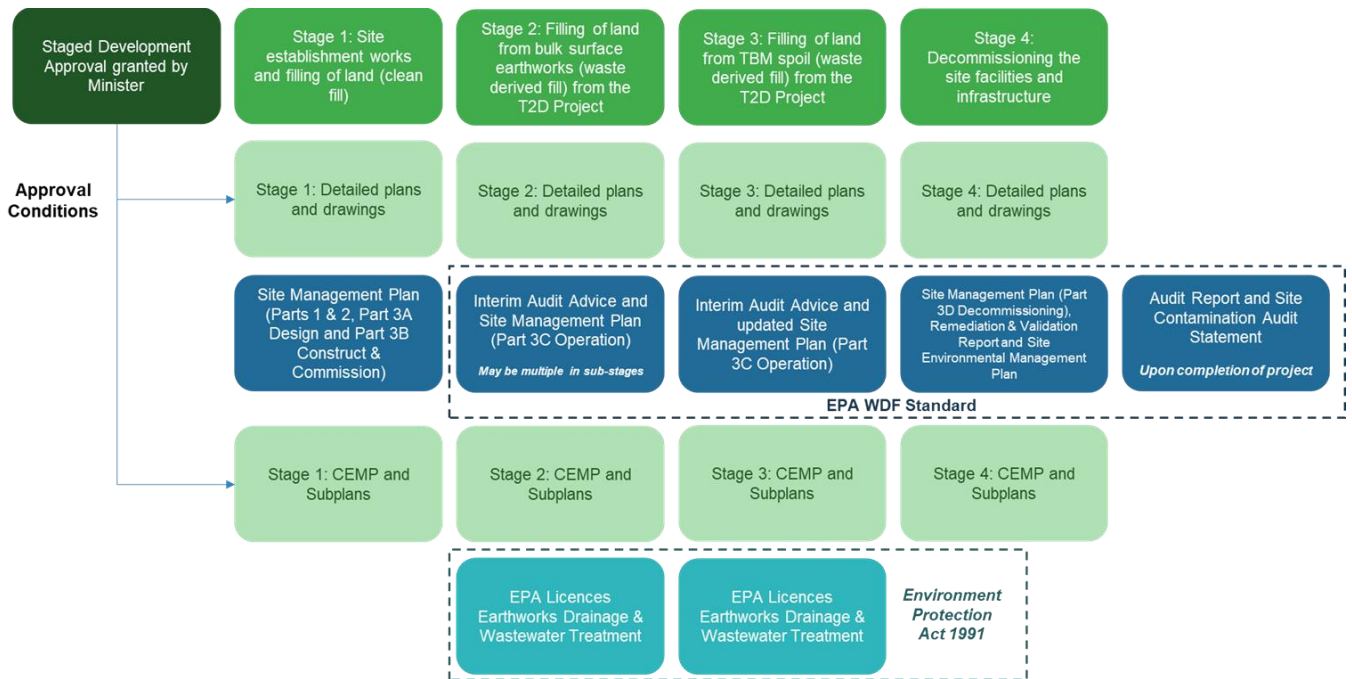 Staged Development
Approval granted by
Minister
Stage 1: Site
establishment works
and filling of land (clean
fill)
Stage 2: Filling of land
from bulk surface
earthworks (waste
derived fill) from the
T2D Project
Stage 3: Filling of land
from TBM spoil (waste
derived fill) from the
T2D Project
Stage 4:
Decommissioning the
site facilities and
infrastructure
Approval
Conditions
Stage 1: Detailed plans
and drawings
Stage 2: Detailed plans
and drawings
Stage 3: Detailed plans
and drawings
Stage 4: Detailed plans
and drawings
Site Management Plan
(Parts 1 & 2, Part 3A
Design and Part 3B
Construct &
Commission)
Interim Audit Advice and
Site Management Plan
(Part 3C Operation)
May be multiple in sub-stages
Interim Audit Advice and
updated Site
Management Plan (Part
3C Operation)
Site Management Plan (Part
3D Decommissioning),
Remediation & Validation
Report and Site
Environmental Management
Plan
Audit Report and Site
Contamination Audit
Statement
Upon completion of project
EPA WDF Standard
Stage 1: CEMP and
Subplans
Stage 2: CEMP and
Subplans
Stage 3: CEMP and
Subplans
Stage 4: CEMP and
Subplans
EPA Licences
Earthworks Drainage &
Wastewater Treatment
EPA Licences
Earthworks Drainage &
Wastewater Treatment
Environment
Protection
Act 1991